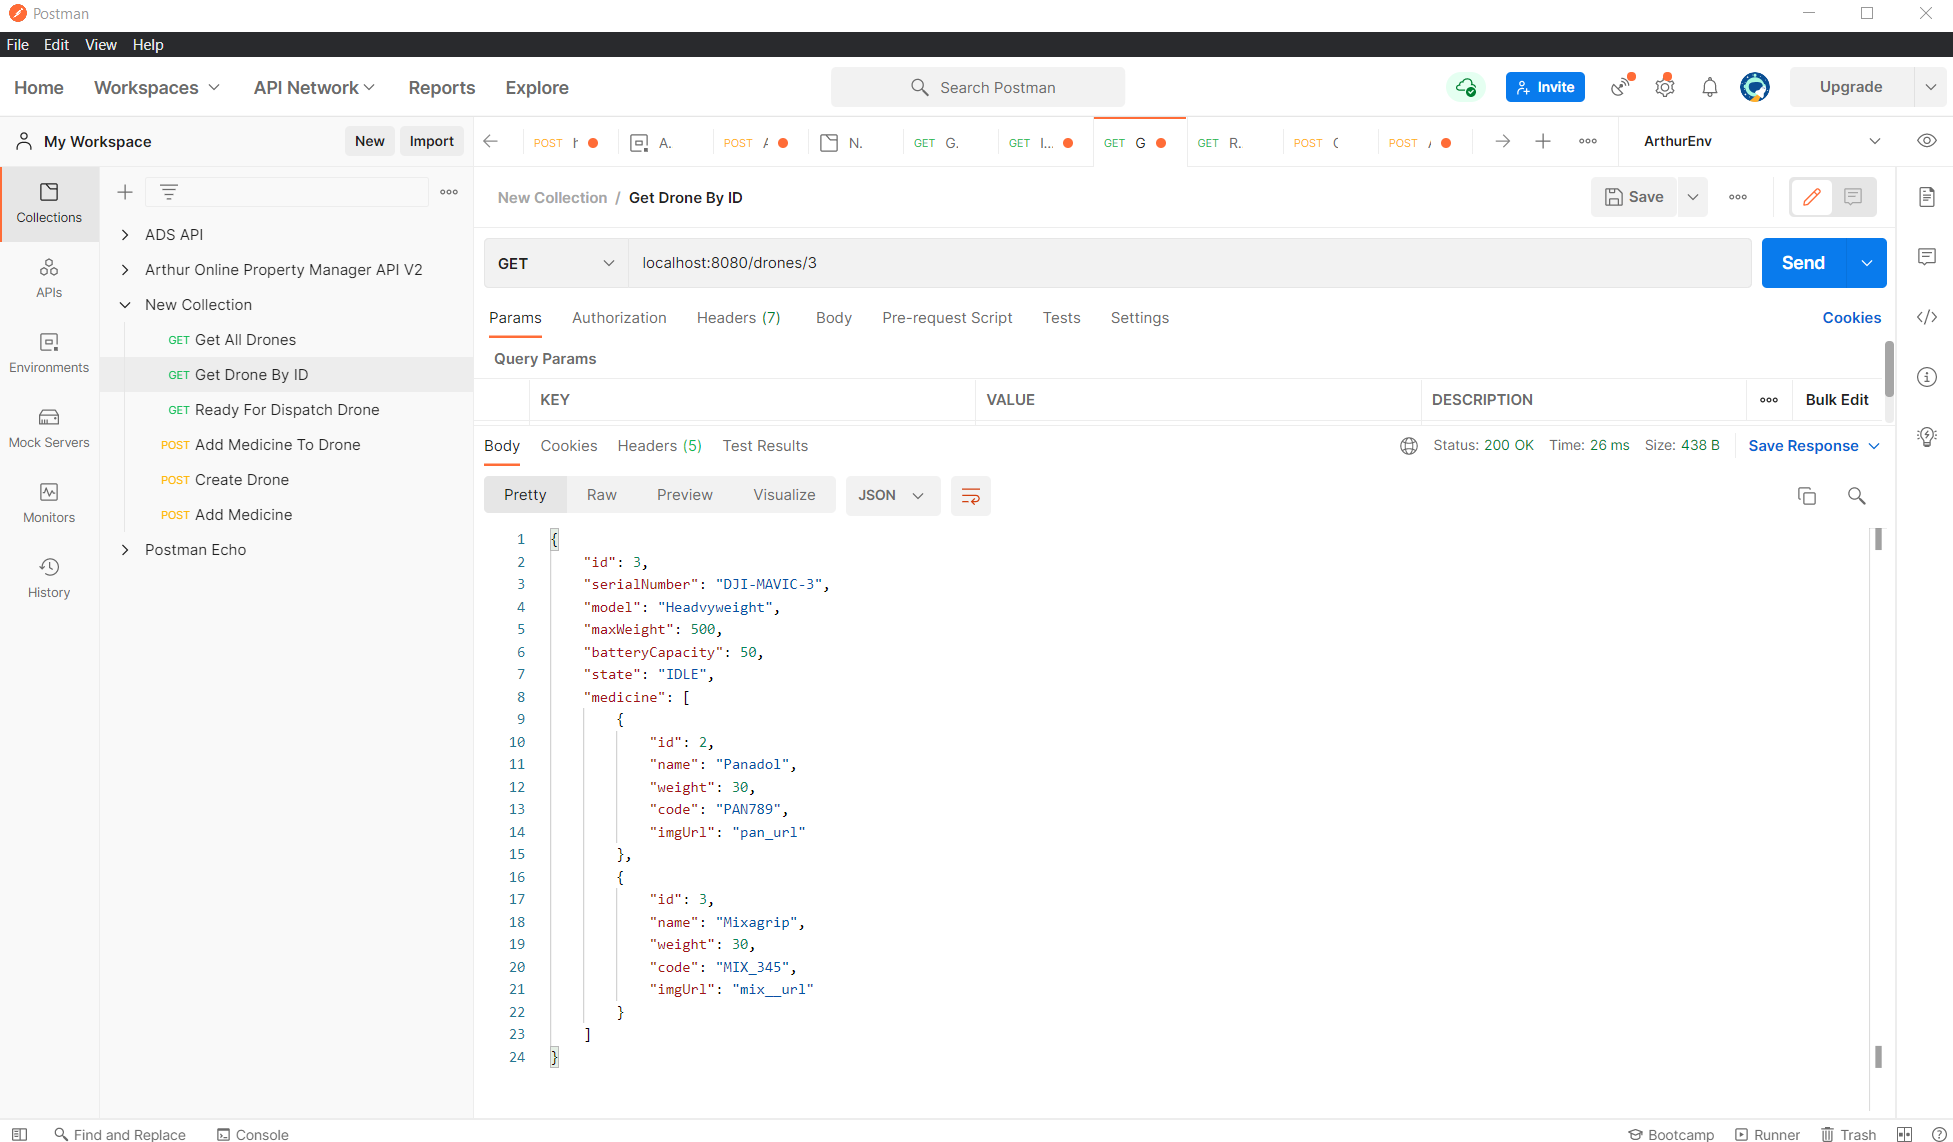 Postman
File Edit View Help
Home Workspaces API Network Reports Explore Search Postman Invite Upgrade
My Workspace New Import
POST A. POST N. GET G. GET I... GET G GET R. POST POST ArthurEnv
Collections
APIs
Environments
Mock Servers
Monitors
History
ADS API
Arthur Online Property Manager API V2
New Collection
GET Get All Drones
GET Get Drone By ID
GET Ready For Dispatch Drone
POST Add Medicine To Drone
POST Create Drone
POST Add Medicine
Postman Echo
New Collection / Get Drone By ID Save
GET localhost:8080/drones/3 Send
Params Authorization Headers (7) Body Pre-request Script Tests Settings Cookies
Query Params
KEY VALUE DESCRIPTION Bulk Edit
Body Cookies Headers (5) Test Results Status: 200 OK Time: 26 ms Size: 438 B Save Response
Pretty Raw Preview Visualize JSON
1 {
2 "id": 3,
3 "serialNumber": "DJI-MAVIC-3",
4 "model": "Headvyweight",
5 "maxWeight": 500,
6 "batteryCapacity": 50,
7 "state": "IDLE",
8 "medicine": [
9 {
10 "id": 2,
11 "name": "Panadol",
12 "weight": 30,
13 "code": "PAN789",
14 "imgUrl": "pan_url"
15 },
16 {
17 "id": 3,
18 "name": "Mixagrip",
19 "weight": 30,
20 "code": "MIX_345",
21 "imgUrl": "mix__url"
22 }
23 ]
24 }
Find and Replace Console Bootcamp Runner Trash